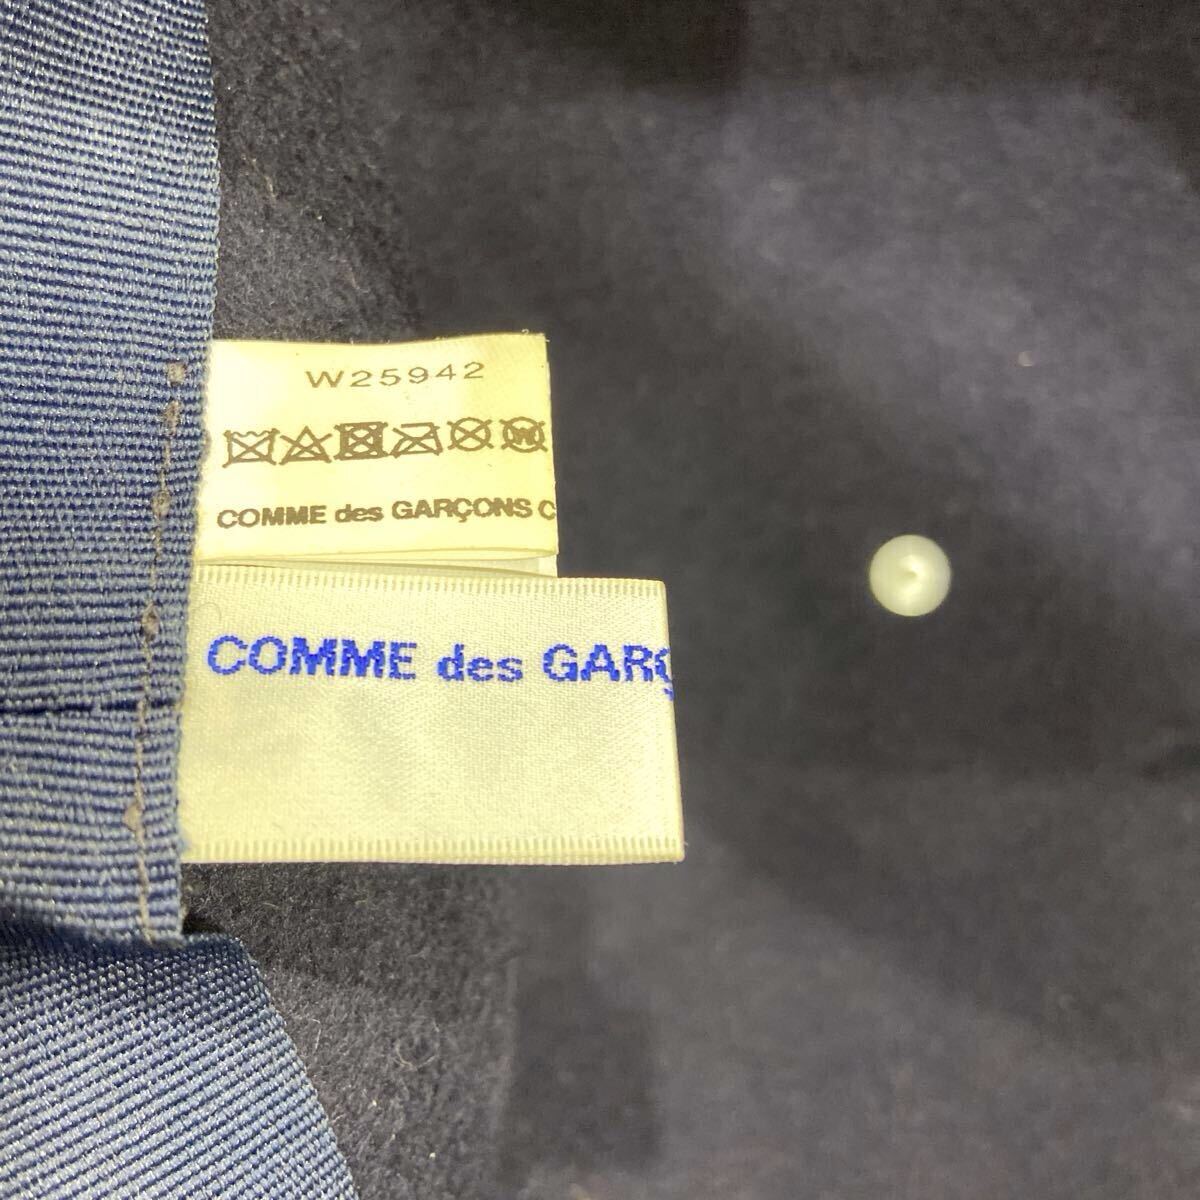 W25942
COMME des GARÇONS C
COMME des GARÇ